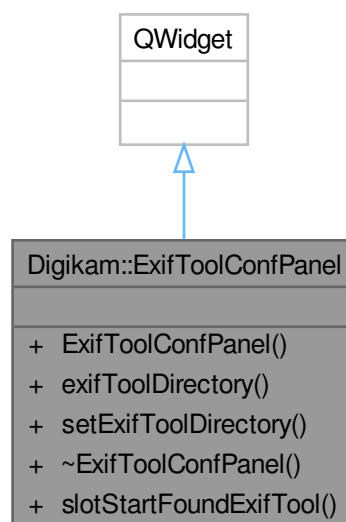 QWidget
Digikam::ExifToolConfPanel
+ ExifToolConfPanel()
+ exifToolDirectory()
+ setExifToolDirectory()
+ ~ExifToolConfPanel()
+ slotStartFoundExifTool()